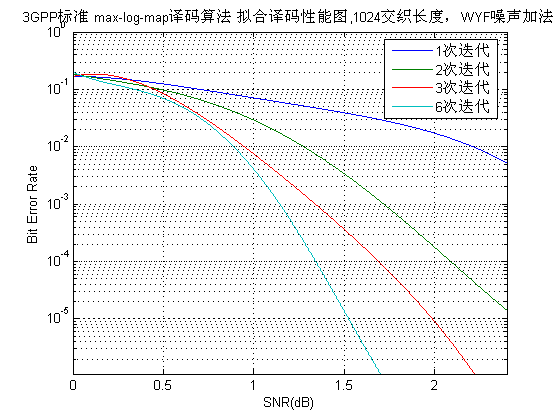 3GPP标准 max-log-map译码算法 拟合译码性能图,1024交织长度，WYF噪声加法
10^0
1次迭代
2次迭代
3次迭代
6次迭代
10^-1
10^-2
10^-3
10^-4
10^-5
Bit Error Rate
0 0.5 1 1.5 2
SNR(dB)